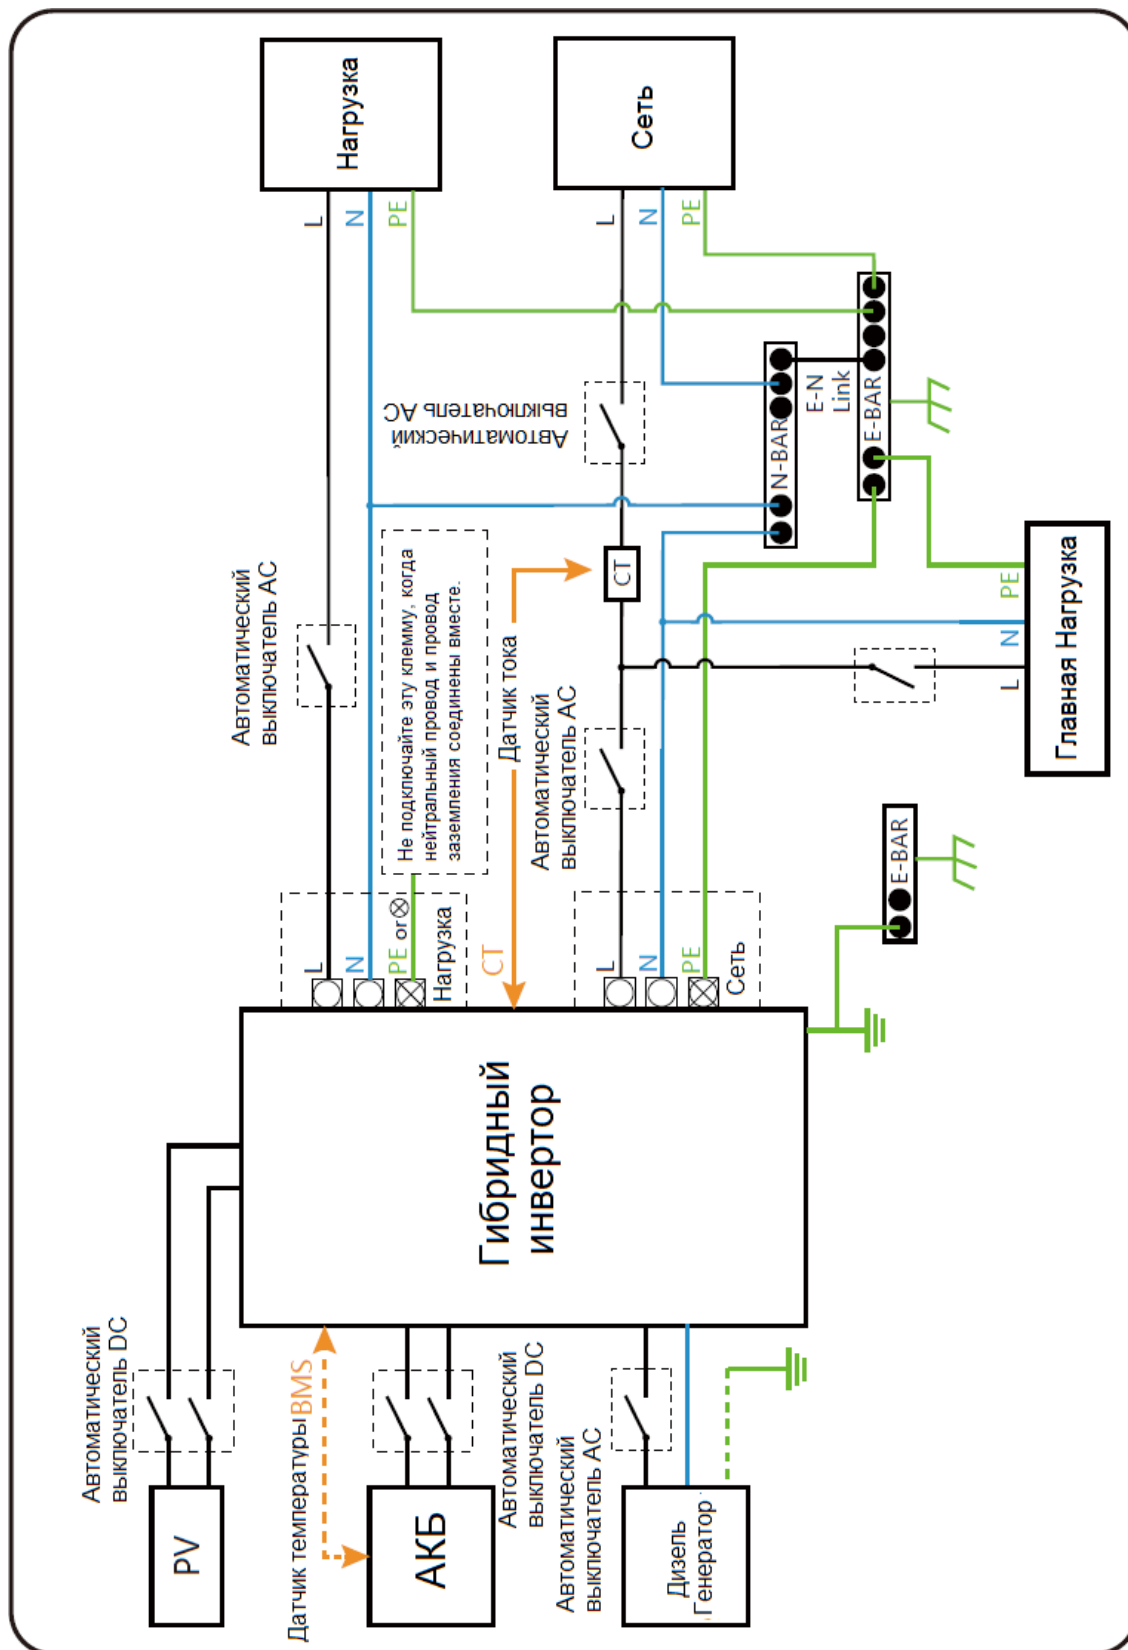 PV
Автоматический
выключатель DC
Датчик температуры
BMS
АКБ
Автоматический
выключатель DC
Автоматический
выключатель AC
Дизель
Генератор
Гибридный
инвертор
L
N
PE or
Нагрузка
CT
L
N
PE
Сеть
Автоматический
выключатель AC
Не подключайте эту клемму, когда
нейтральный провод и провод
заземления соединены вместе.
Датчик тока
Автоматический
выключатель AC
CT
Автоматический
выключатель AC
L
N
PE
Нагрузка
L
N
PE
Сеть
N-BAR
E-N
Link
E-BAR
E-BAR
L
N
PE
Главная Нагрузка